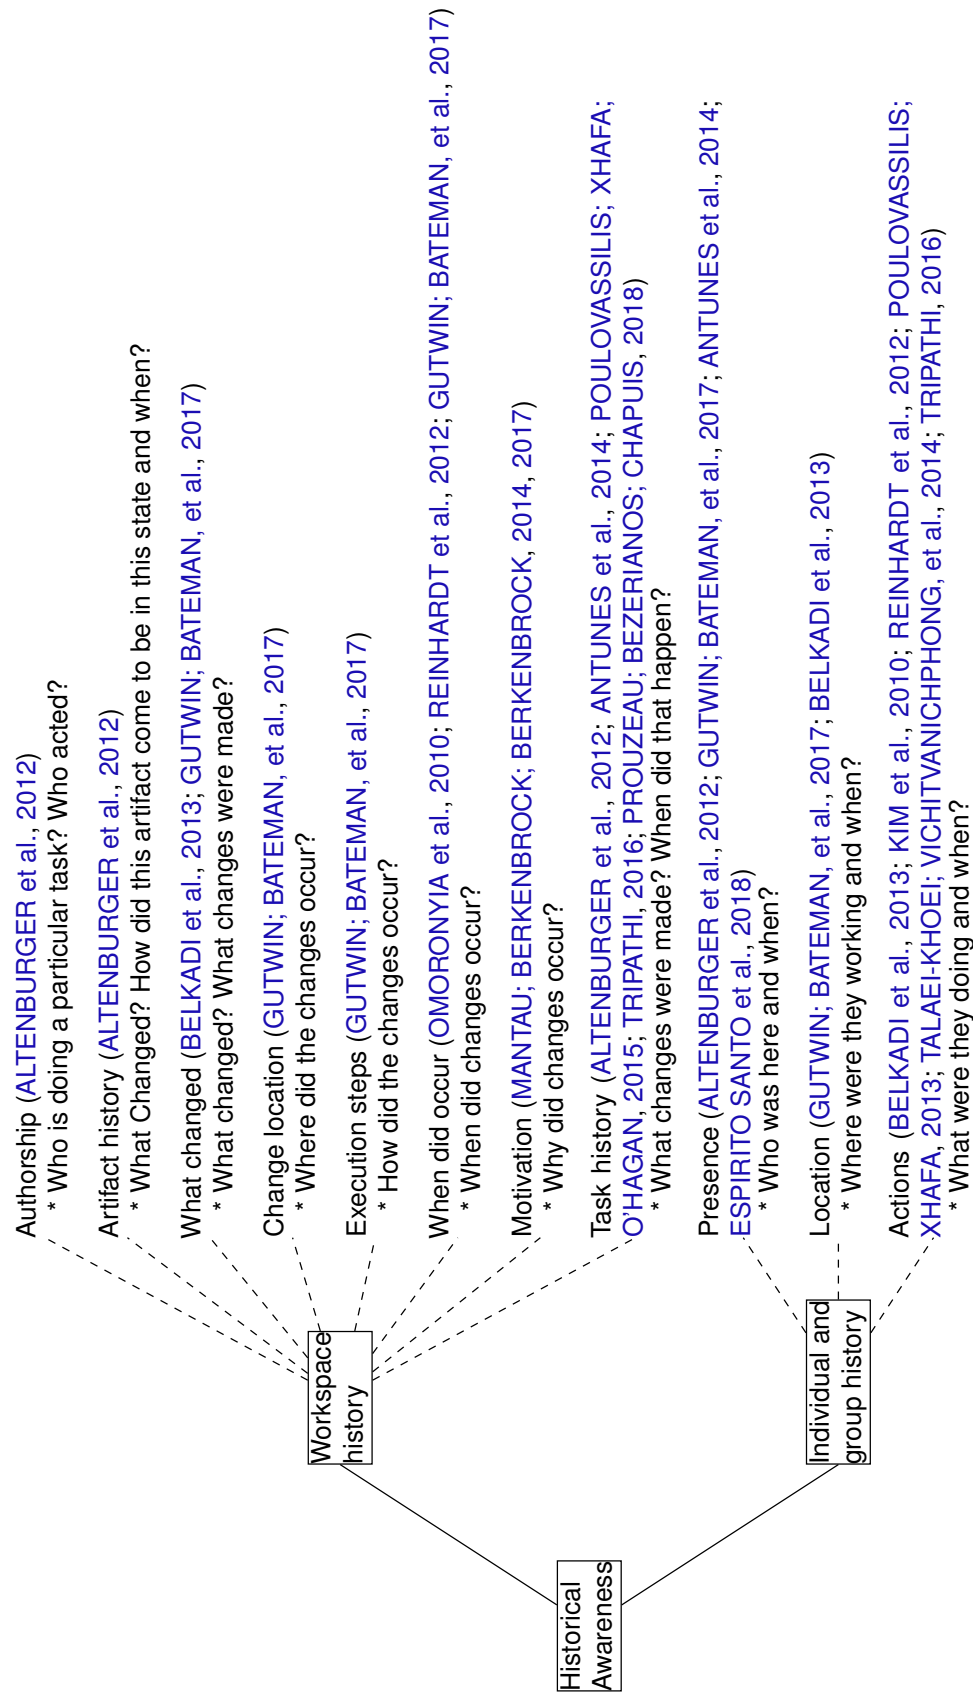 Historical
Awareness
Workspace
history
Authorship (ALTENBURGER et al., 2012)
* Who is doing a particular task? Who acted?
Artifact history (ALTENBURGER et al., 2012)
* What Changed? How did this artifact come to be in this state and when?
What changed (BELKADI et al., 2013; GUTWIN; BATEMAN, et al., 2017)
* What changed? What changes were made?
Change location (GUTWIN; BATEMAN, et al., 2017)
* Where did the changes occur?
Execution steps (GUTWIN; BATEMAN, et al., 2017)
* How did the changes occur?
When did occur (OMORONYIA et al., 2010; REINHARDT et al., 2012; GUTWIN; BATEMAN, et al., 2017)
* When did changes occur?
Motivation (MANTAU; BERKENBROCK; BERKENBROCK, 2014, 2017)
* Why did changes occur?
Task history (ALTENBURGER et al., 2012; ANTUNES et al., 2014; POULOVASSILIS; XHAFA;
O'HAGAN, 2015; TRIPATHI, 2016; PROUZEAU; BEZERIANOS; CHAPUIS, 2018)
* What changes were made? When did that happen?
Individual and
group history
Presence (ALTENBURGER et al., 2012; GUTWIN; BATEMAN, et al., 2017; ANTUNES et al., 2014;
ESPIRITO SANTO et al., 2018)
* Who was here and when?
Location (GUTWIN; BATEMAN, et al., 2017; BELKADI et al., 2013)
* Where were they working and when?
Actions (BELKADI et al., 2013; KIM et al., 2010; REINHARDT et al., 2012; POULOVASSILIS;
XHAFA, 2013; TALAEI-KHOEI; VICHITVANICHPHONG, et al., 2014; TRIPATHI, 2016)
* What were they doing and when?